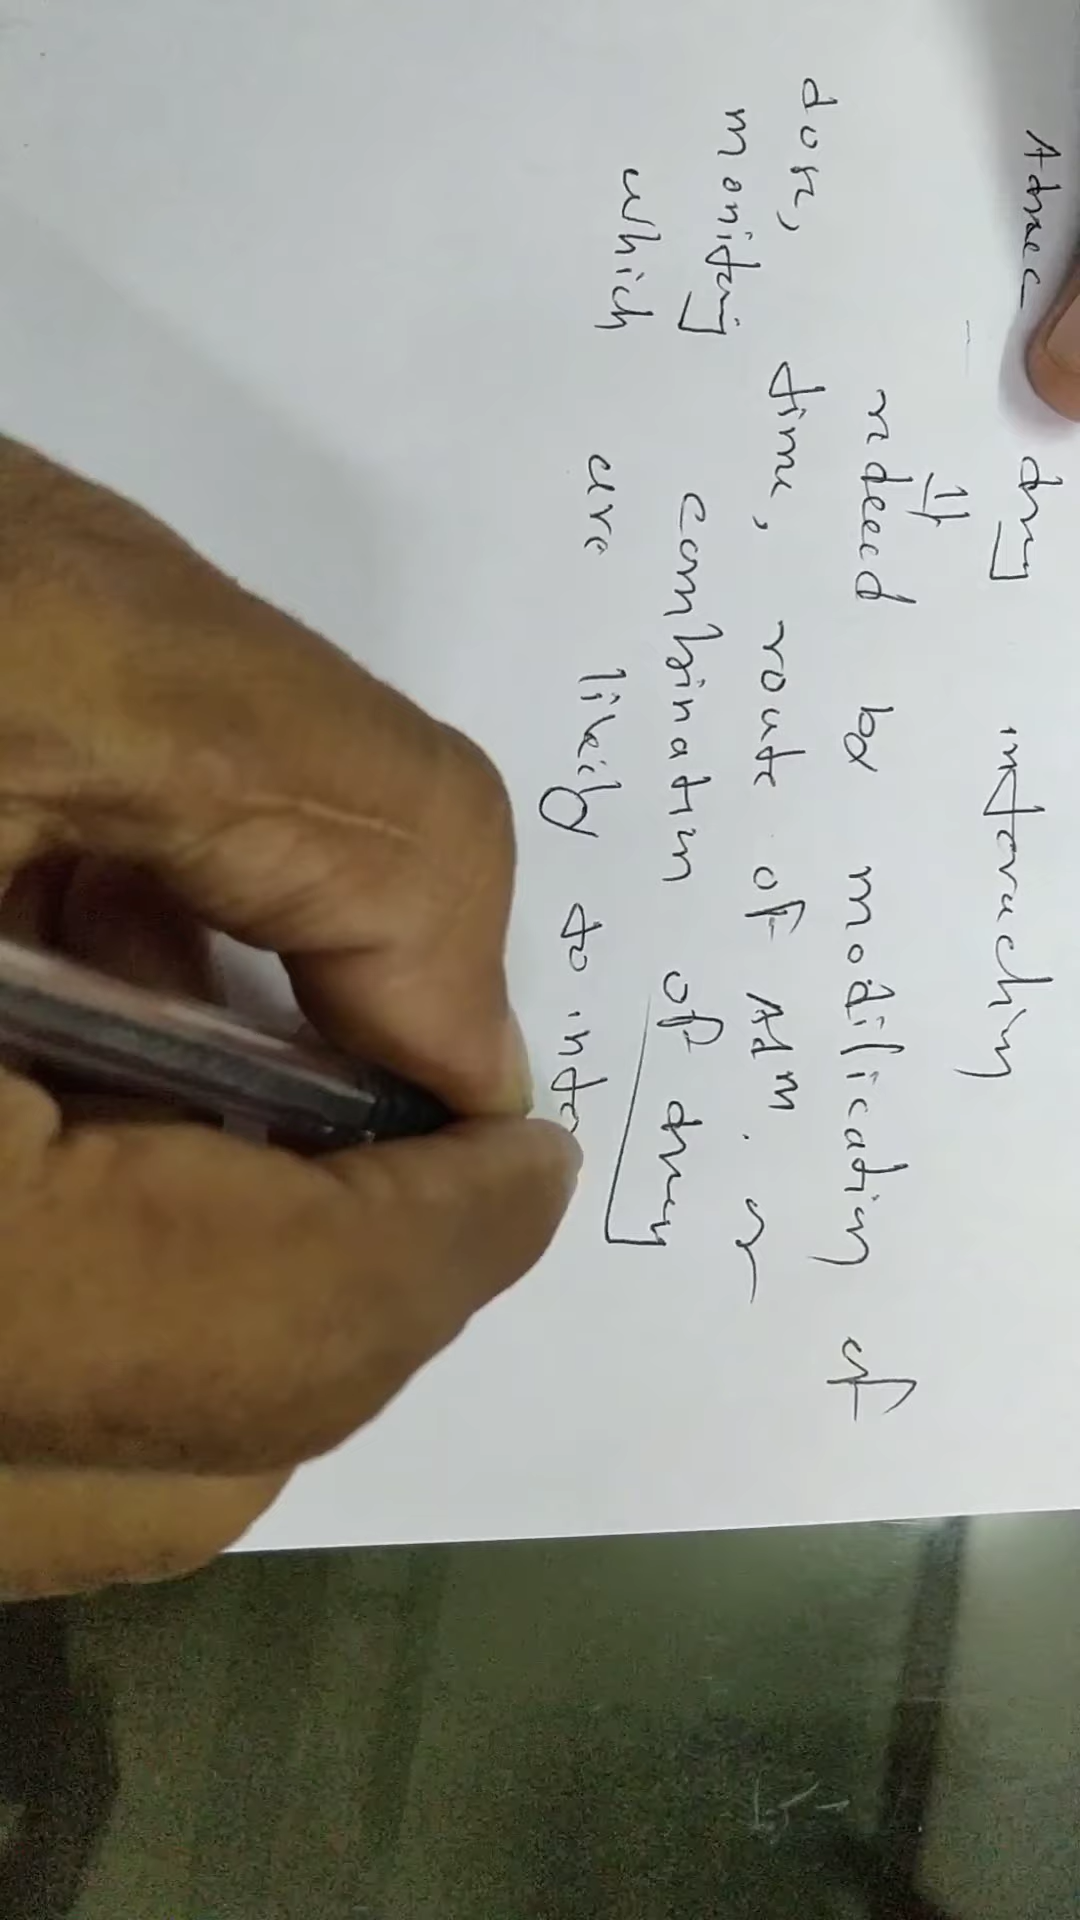 drug interaction
⇓
reduced by modification of
dose, time, route of Adm. or
monitoring combination of drug
which are likely to inte